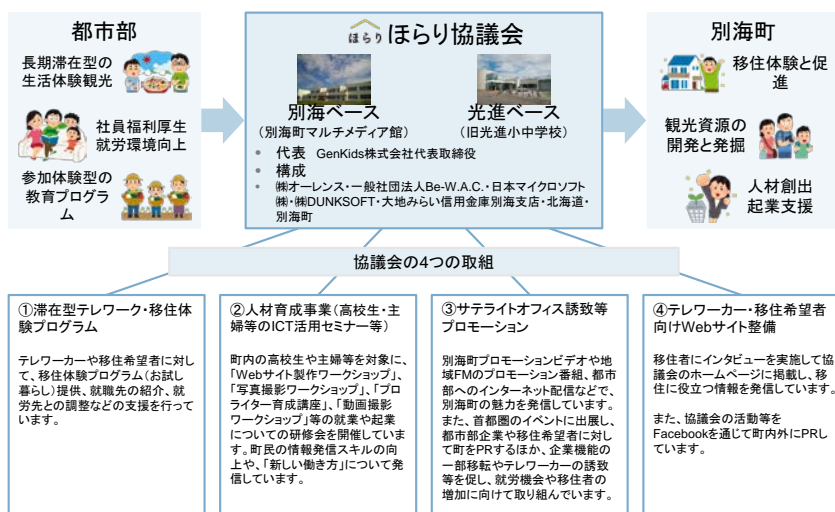 都市部
長期滞在型の
生活体験観光
社員福利厚生
就労環境向上
参加体験型の
教育プログラ
ム
ほらり ほらり協議会
別海ベース
(別海町マルチメディア館)
光進ベース
(旧光進小中学校)
• 代表 GenKids株式会社代表取締役
• 構成
• ㈱オーレンス・一般社団法人Be-W.A.C.・日本マイクロソフト
㈱・㈱DUNKSOFT・大地みらい信用金庫別海支店・北海道・
別海町
別海町
移住体験と促
進
観光資源の
開発と発掘
人材創出
起業支援
協議会の4つの取組
①滞在型テレワーク・移住体
験プログラム
テレワーカーや移住希望者に対し
て、移住体験プログラム(お試し
暮らし)提供、就職先の紹介、就
労先との調整などの支援を行って
います。
②人材育成事業(高校生・主
婦等のICT活用セミナー等)
町内の高校生や主婦等を対象に、
「Webサイト製作ワークショップ」、
「写真撮影ワークショップ」、「プロ
ライター育成講座」、「動画撮影
ワークショップ」等の就業や起業
についての研修会を開催していま
す。町民の情報発信スキルの向
上や、「新しい働き方」について発
信しています。
③サテライトオフィス誘致等
プロモーション
別海町プロモーションビデオや地
域FMのプロモーション番組、都市
部へのインターネット配信などで、
別海町の魅力を発信しています。
また、首都圏のイベントに出展し、
都市部企業や移住希望者に対し
て町をPRするほか、企業機能の
一部移転やテレワーカーの誘致
等を促し、就労機会や移住者の
増加に向けて取り組んでいます。
④テレワーカー・移住希望者
向けWebサイト整備
移住者にインタビューを実施して協
議会のホームページに掲載し、移
住に役立つ情報を発信しています。
また、協議会の活動等を
Facebookを通じて町内外にPRし
ています。